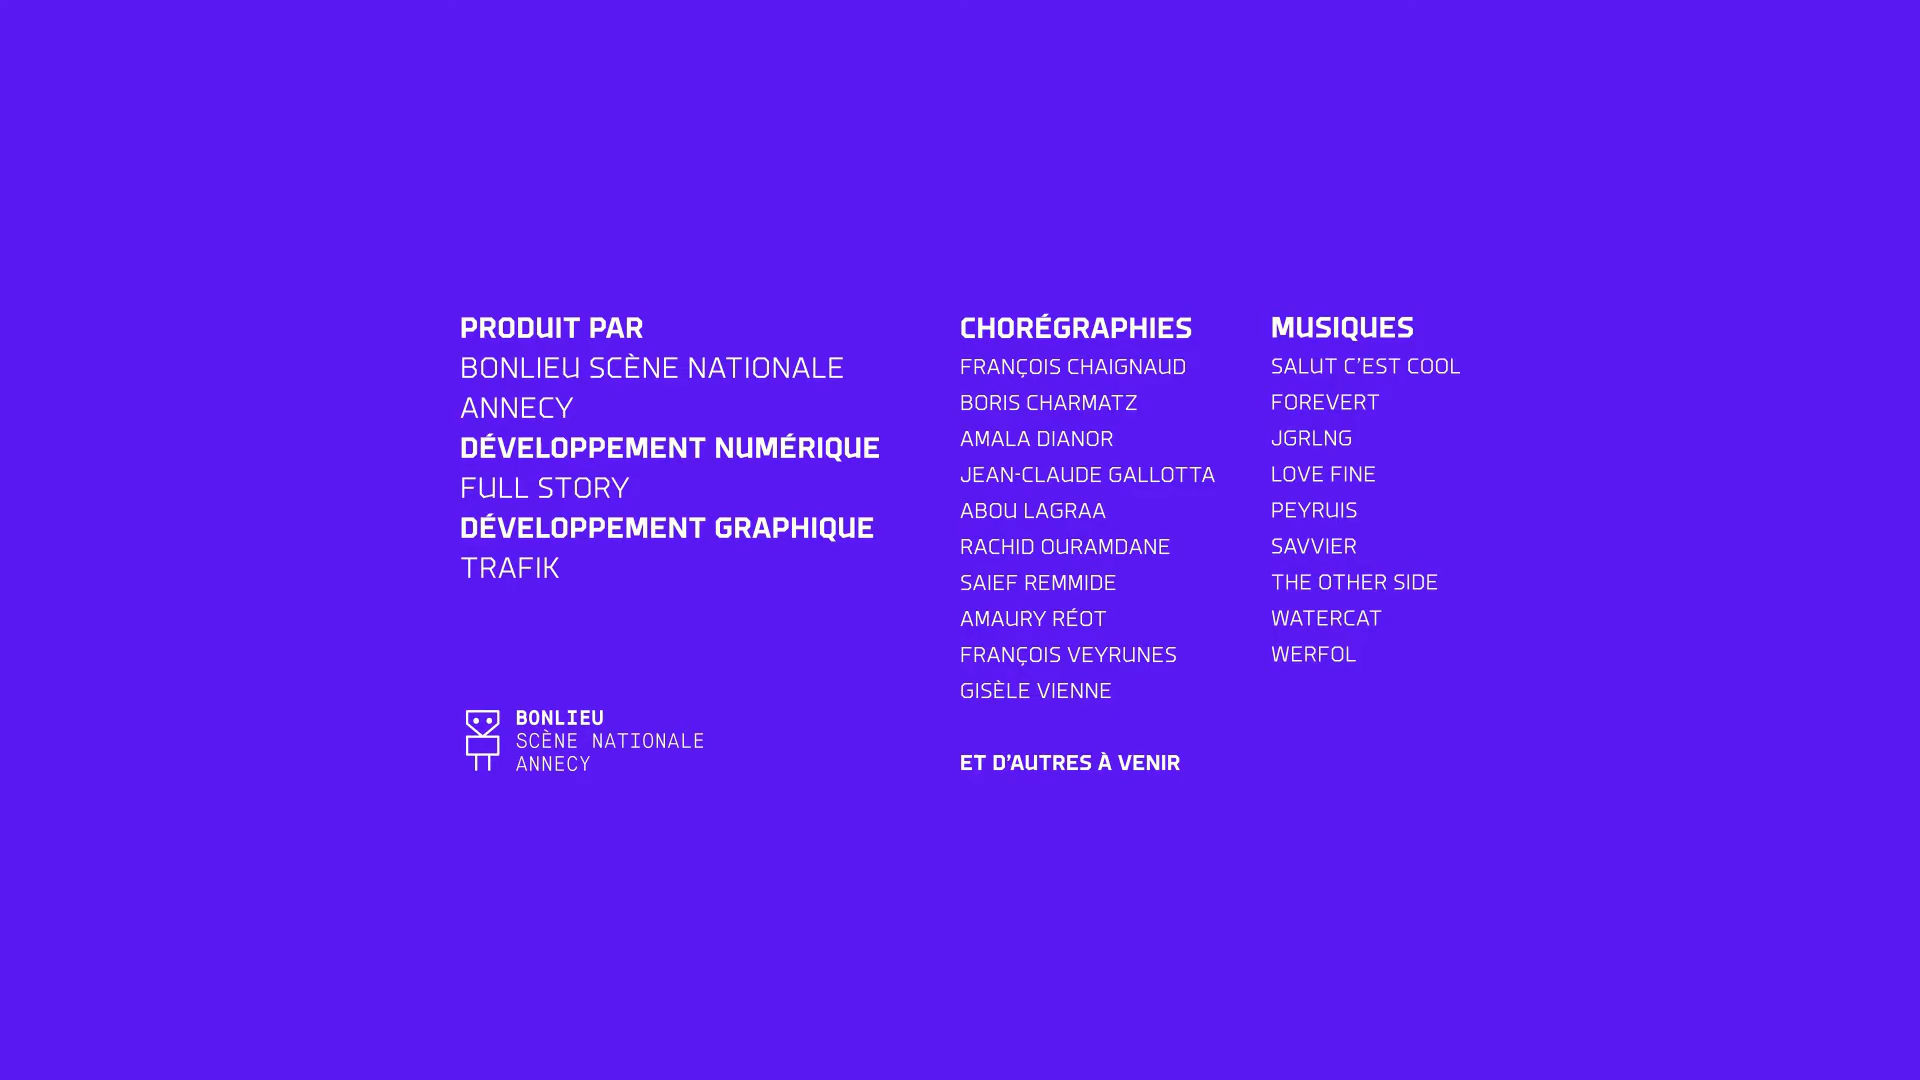 PRODUIT PAR
BONLIEU SCÈNE NATIONALE
ANNECY
DÉVELOPPEMENT NUMÉRIQUE
FULL STORY
DÉVELOPPEMENT GRAPHIQUE
TRAFIK
BONLIEU
SCÈNE NATIONALE
ANNECY
CHORÉGRAPHIES
FRANÇOIS CHAIGNAUD
BORIS CHARMATZ
AMALA DIANOR
JEAN-CLAUDE GALLOTTA
ABOU LAGRAA
RACHID OURAMDANE
SAIEF REMMIDE
AMAURY RÉOT
FRANÇOIS VEYRUNES
GISÈLE VIENNE
ET D’AUTRES À VENIR
MUSIQUES
SALUT C’EST COOL
FOREVERT
JGRLNG
LOVE FINE
PEYRUIS
SAVVIER
THE OTHER SIDE
WATERCAT
WERFOL